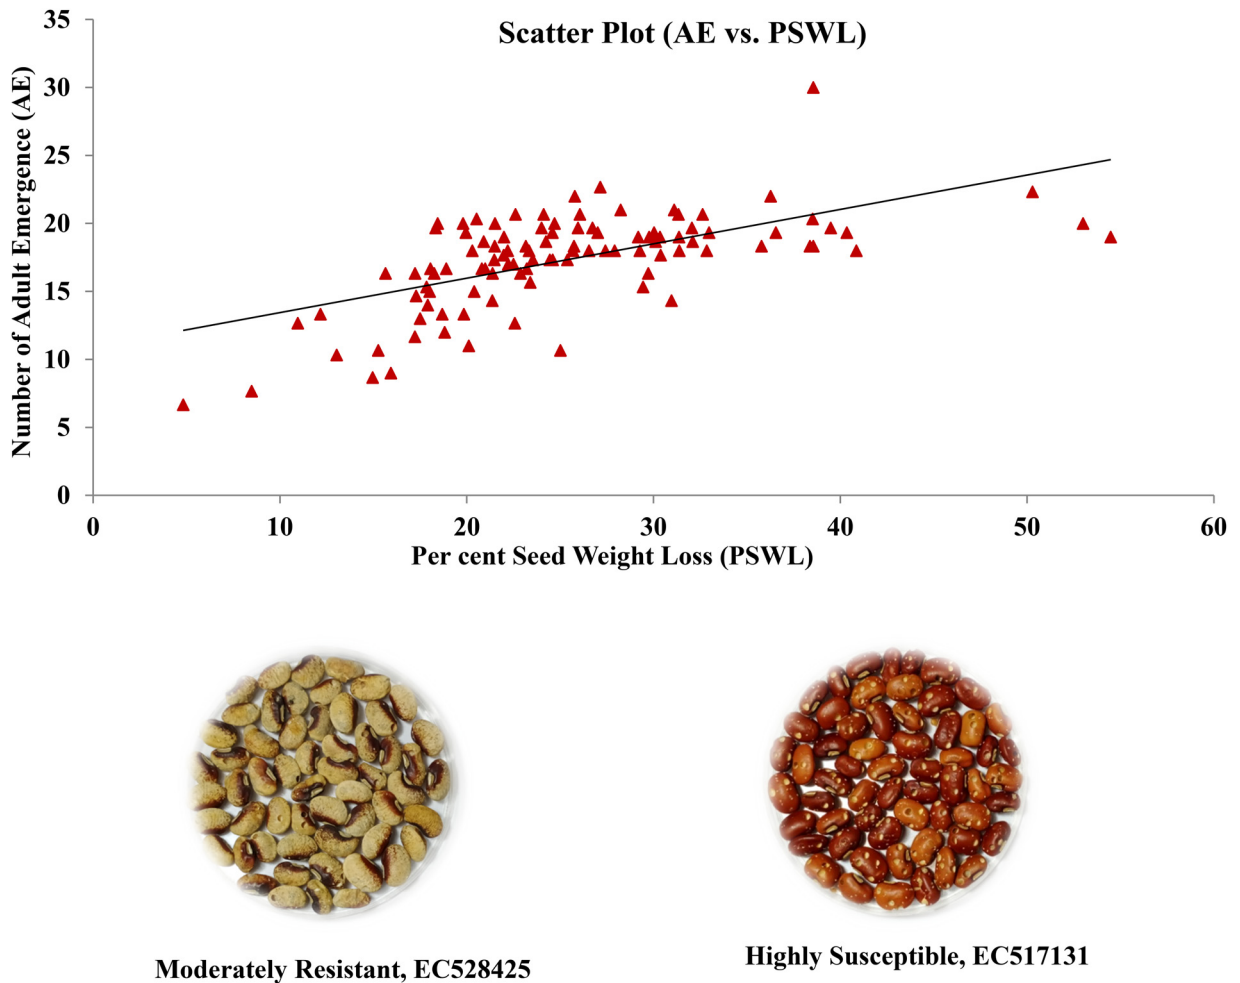 Scatter Plot (AE vs. PSWL)
Number of Adult Emergence (AE)
35
30
25
20
15
10
5
0
0 10 20 30 40 50 60
Per cent Seed Weight Loss (PSWL)
Moderately Resistant, EC528425
Highly Susceptible, EC517131